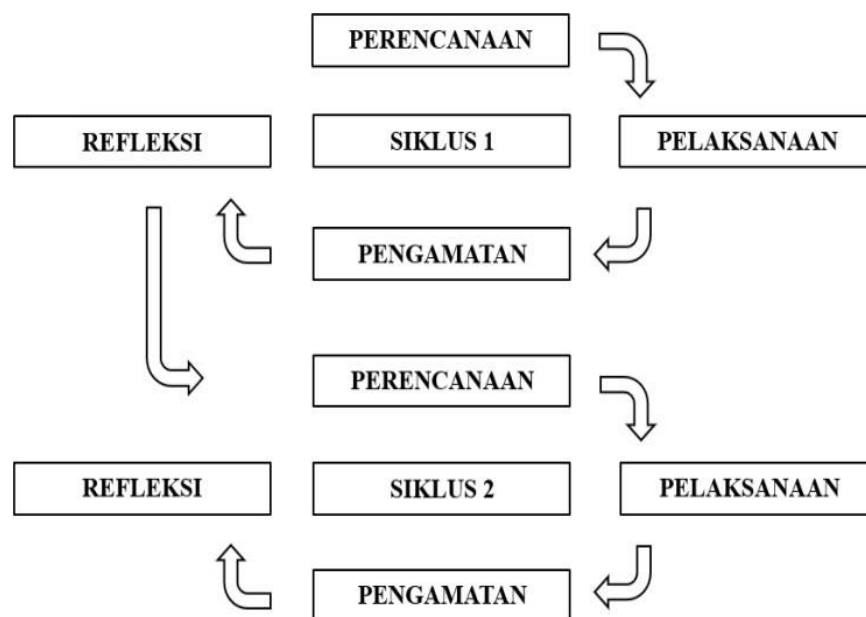 PERENCANAAN
REFLEKSI
SIKLUS 1
PELAKSANAAN
PENGAMATAN
PERENCANAAN
REFLEKSI
SIKLUS 2
PELAKSANAAN
PENGAMATAN